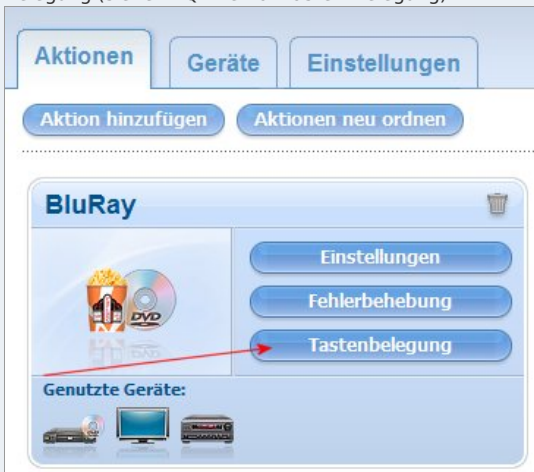 Aktionen
Geräte
Einstellungen
Aktion hinzufügen
Aktionen neu ordnen
BluRay
Einstellungen
Fehlerbehebung
DVD
Tastenbelegung
Genutzte Geräte: